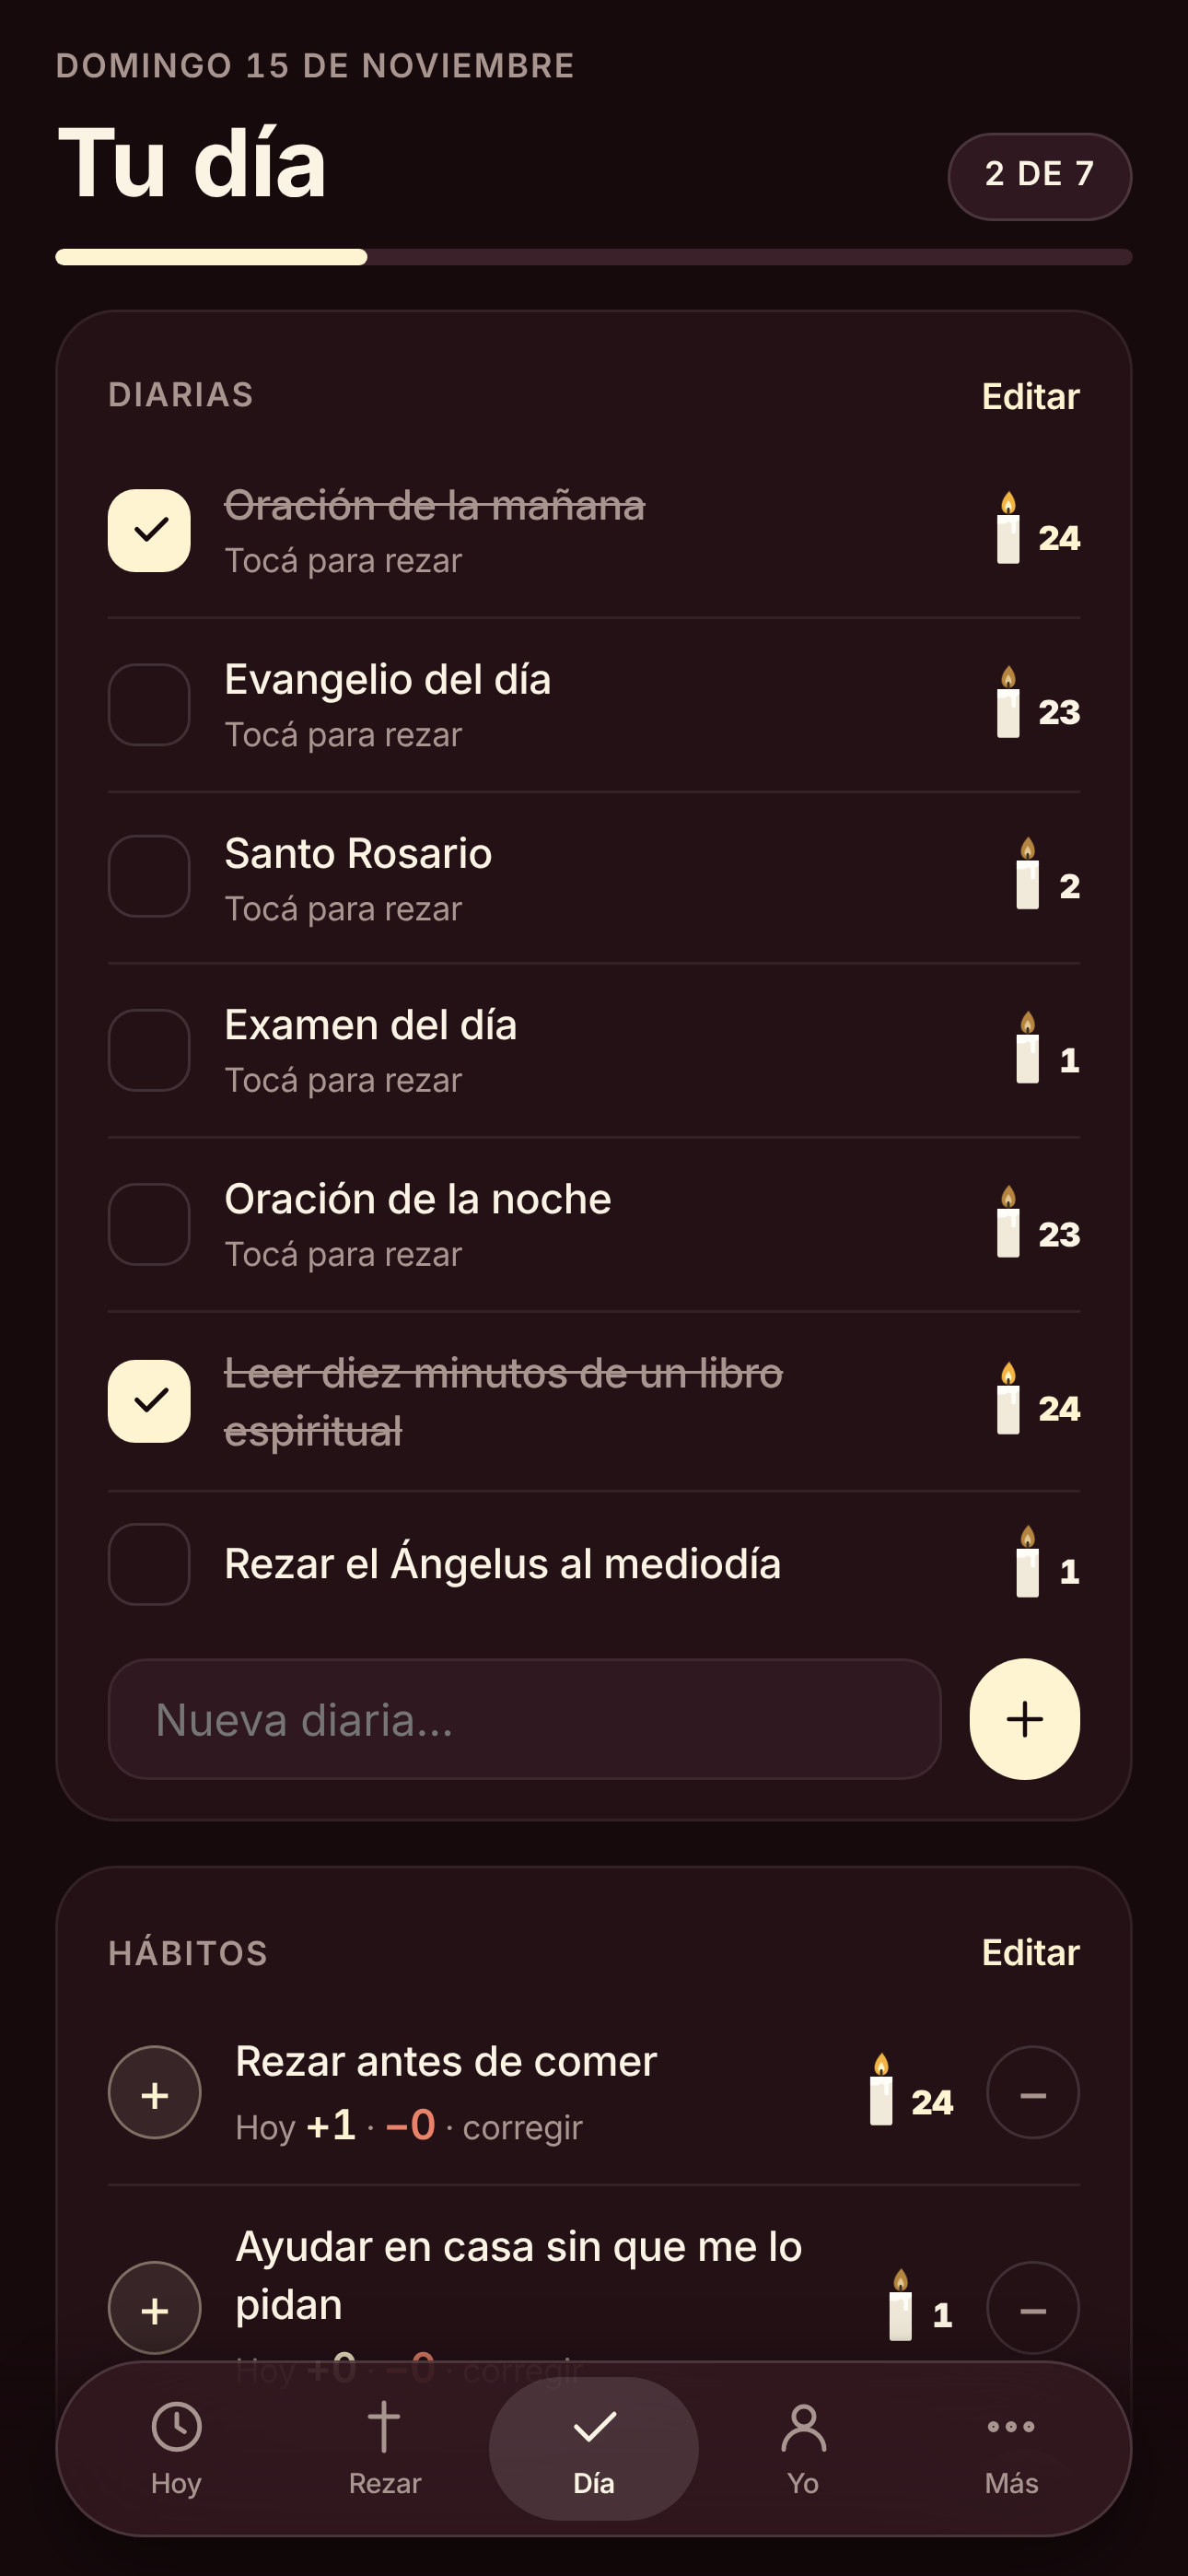 DOMINGO 15 DE NOVIEMBRE
Tu día
2 DE 7
DIARIAS
Editar
Oración de la mañana
Tocá para rezar
24
Evangelio del día
Tocá para rezar
23
Santo Rosario
Tocá para rezar
2
Examen del día
Tocá para rezar
1
Oración de la noche
Tocá para rezar
23
Leer diez minutos de un libro
espiritual
24
Rezar el Ángelus al mediodía
1
Nueva diaria...
+
HÁBITOS
Editar
+
Rezar antes de comer
Hoy +1 · −0 · corregir
24
−
+
Ayudar en casa sin que me lo
pidan
Hoy +0 · −0 · corregir
1
−
Hoy
Rezar
Día
Yo
Más